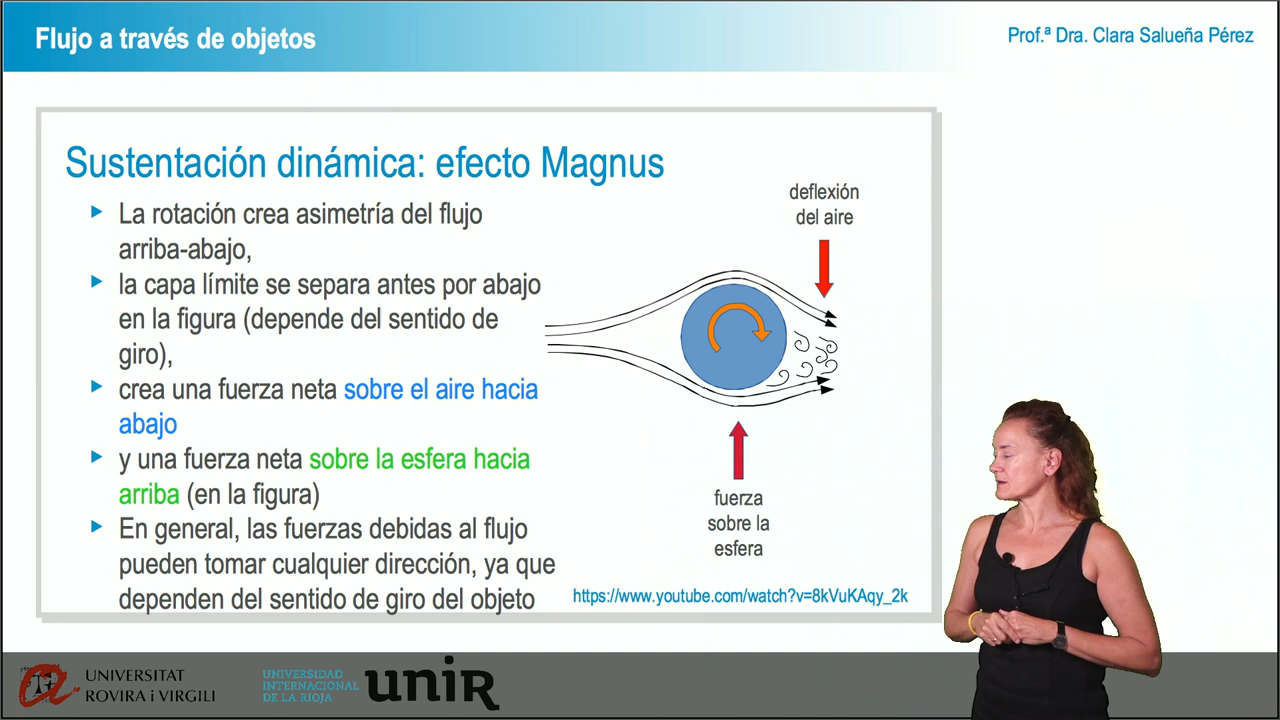 Flujo a través de objetos
Prof.ª Dra. Clara Salueña Pérez
Sustentación dinámica: efecto Magnus
La rotación crea asimetría del flujo
arriba-abajo,
la capa límite se separa antes por abajo
en la figura (depende del sentido de
giro),
crea una fuerza neta sobre el aire hacia
abajo
y una fuerza neta sobre la esfera hacia
arriba (en la figura)
En general, las fuerzas debidas al flujo
pueden tomar cualquier dirección, ya que
dependen del sentido de giro del objeto
deflexión
del aire
fuerza
sobre la
esfera
https://www.youtube.com/watch?v=8kVuKAqy_2k
UNIVERSITAT
ROVIRA i VIRGILI
UNIVERSIDAD
INTERNACIONAL
DE LA RIOJA
unir